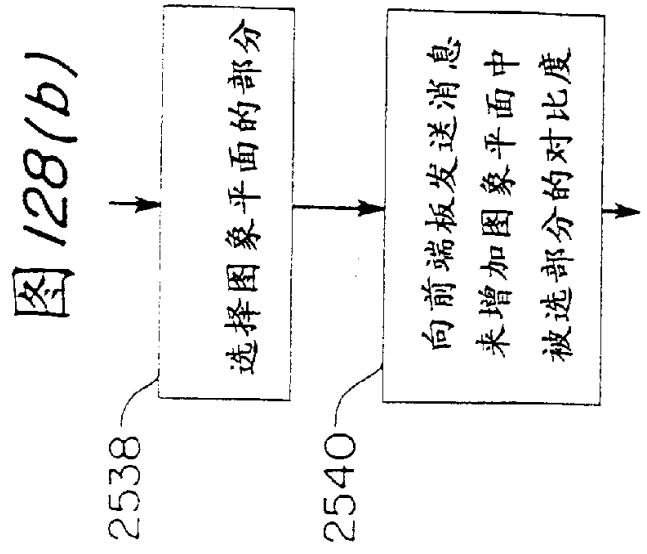 图 128(b)
2538
选择图象平面的部分
2540
向前端板发送消息
来增加图象平面中
被选部分的对比度